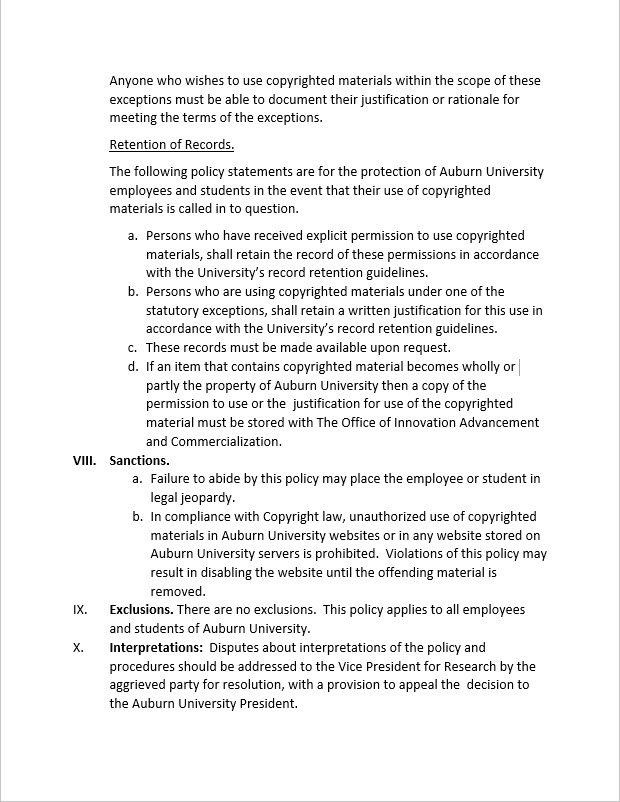 Anyone who wishes to use copyrighted materials within the scope of these
exceptions must be able to document their justification or rationale for
meeting the terms of the exceptions.
Retention of Records.
The following policy statements are for the protection of Auburn University
employees and students in the event that their use of copyrighted
materials is called in to question.
a. Persons who have received explicit permission to use copyrighted
materials, shall retain the record of these permissions in accordance
with the University’s record retention guidelines.
b. Persons who are using copyrighted materials under one of the
statutory exceptions, shall retain a written justification for this use in
accordance with the University’s record retention guidelines.
c. These records must be made available upon request.
d. If an item that contains copyrighted material becomes wholly or
partly the property of Auburn University then a copy of the
permission to use or the  justification for use of the copyrighted
material must be stored with The Office of Innovation Advancement
and Commercialization.
VIII. Sanctions.
a. Failure to abide by this policy may place the employee or student in
legal jeopardy.
b. In compliance with Copyright law, unauthorized use of copyrighted
materials in Auburn University websites or in any website stored on
Auburn University servers is prohibited.  Violations of this policy may
result in disabling the website until the offending material is
removed.
IX. Exclusions. There are no exclusions.  This policy applies to all employees
and students of Auburn University.
X. Interpretations:  Disputes about interpretations of the policy and
procedures should be addressed to the Vice President for Research by the
aggrieved party for resolution, with a provision to appeal the  decision to
the Auburn University President.